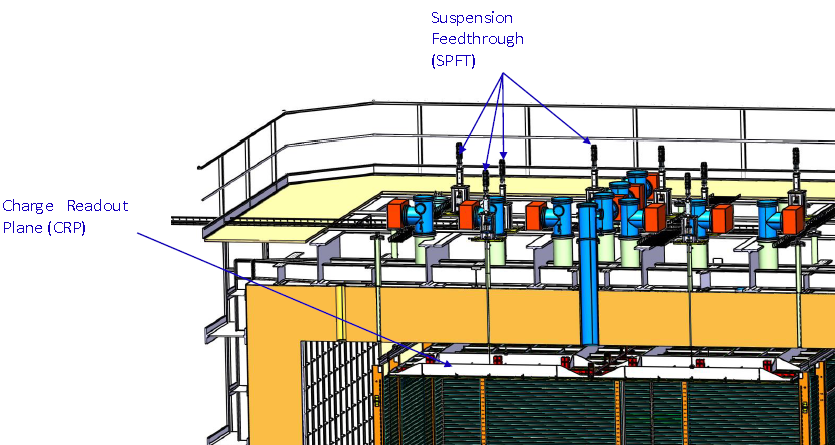 Suspension
Feedthrough
(SPFT)
Charge Readout
Plane (CRP)